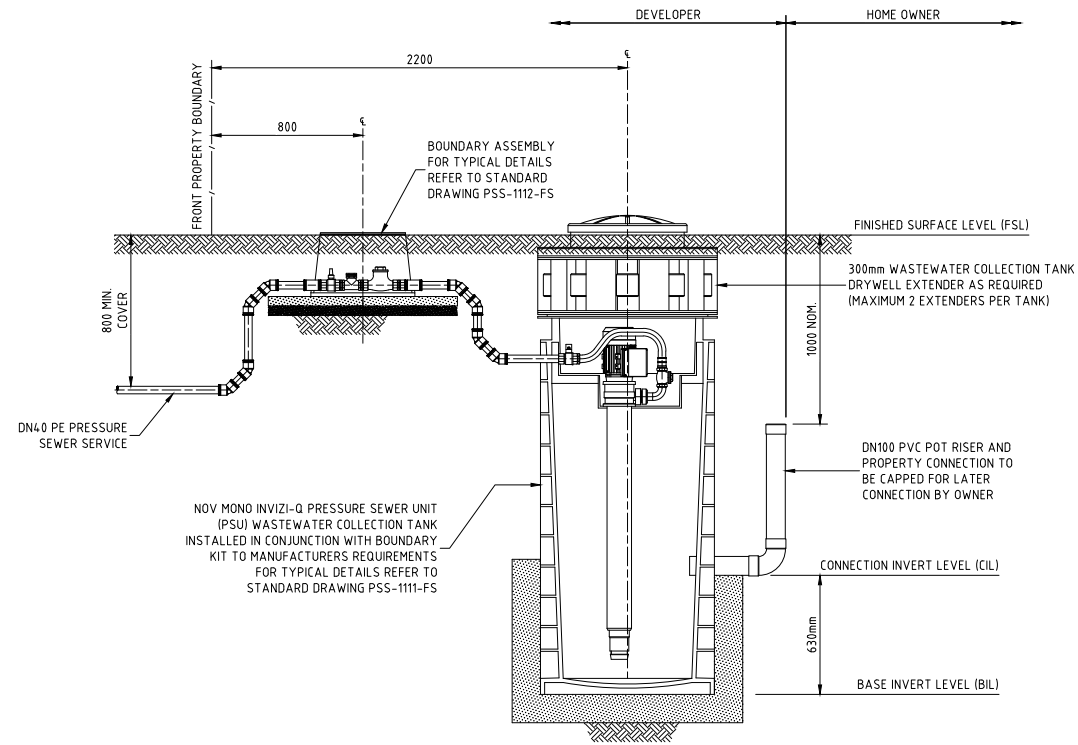 DEVELOPER
HOME OWNER
℄
2200
FRONT PROPERTY BOUNDARY
℄
800
BOUNDARY ASSEMBLY
FOR TYPICAL DETAILS
REFER TO STANDARD
DRAWING PSS-1112-FS
FINISHED SURFACE LEVEL (FSL)
300mm WASTEWATER COLLECTION TANK
DRYWELL EXTENDER AS REQUIRED
(MAXIMUM 2 EXTENDERS PER TANK)
800 MIN.
COVER
1000 NOM.
DN40 PE PRESSURE
SEWER SERVICE
DN100 PVC POT RISER AND
PROPERTY CONNECTION TO
BE CAPPED FOR LATER
CONNECTION BY OWNER
NOV MONO INVIZI-Q PRESSURE SEWER UNIT
(PSU) WASTEWATER COLLECTION TANK
INSTALLED IN CONJUNCTION WITH BOUNDARY
KIT TO MANUFACTURERS REQUIREMENTS
FOR TYPICAL DETAILS REFER TO
STANDARD DRAWING PSS-1111-FS
CONNECTION INVERT LEVEL (CIL)
630mm
BASE INVERT LEVEL (BIL)